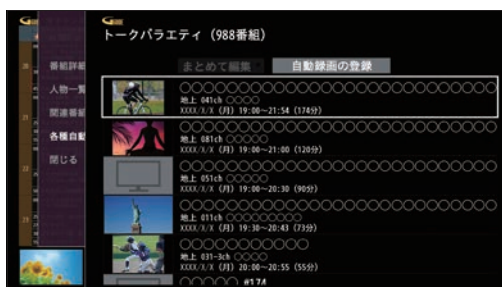 トークバラエティ (988番組)
まとめて編集
自動録画の登録
番組詳細
人物一覧
関連番組
各種自動
閉じる
○○○○○○○○○○○○○○○○○○○○○○○○○
地上 041ch ○○○○
XXXX/X/X (月) 19:00~21:54 (174分)
○○○○○○○○○○○○○○○○○○○○○○○○○
地上 081ch ○○○○
XXXX/X/X (月) 19:00~21:00 (120分)
○○○○○○○○○○○○○○○○○○○○○○○○○
地上 051ch ○○○○○
XXXX/X/X (月) 19:00~20:30 (90分)
○○○○○○○○○○○○○○○○○○○○○○○○○
地上 011ch ○○○○○○○○○
XXXX/X/X (月) 19:30~20:43 (73分)
○○○○○○○○○○○
地上 031-3ch ○○○○
XXXX/X/X (月) 20:00~20:55 (55分)
○○○○○ #174